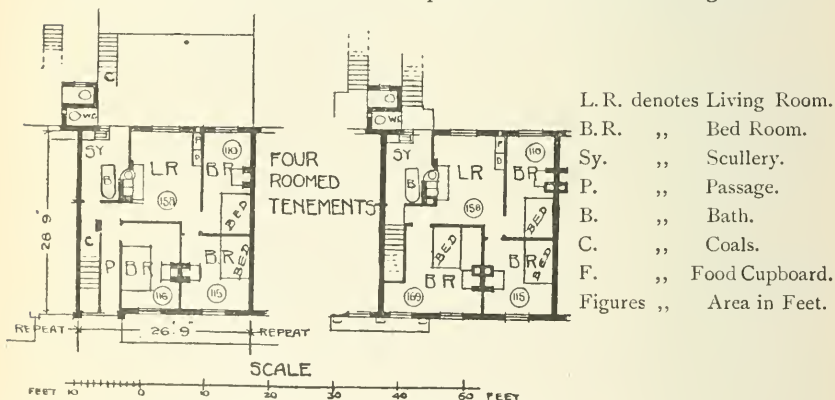 C
WC
SY
B
LR
F
D
110
BR
158
BED
28'9"
C
P
BR
BED
BR
BED
116
115
REPEAT
26'9"
REPEAT
FOUR
ROOMED
TENEMENTS
WC
SY
B
LR
F
D
110
BR
158
BED
BED
BR
BR
BED
169
115
SCALE
FEET 10 0 10 20 30 40 50 60 FEET
L.R. denotes Living Room.
B.R. ,, Bed Room.
Sy. ,, Scullery.
P. ,, Passage.
B. ,, Bath.
C. ,, Coals.
F. ,, Food Cupboard.
Figures ,, Area in Feet.